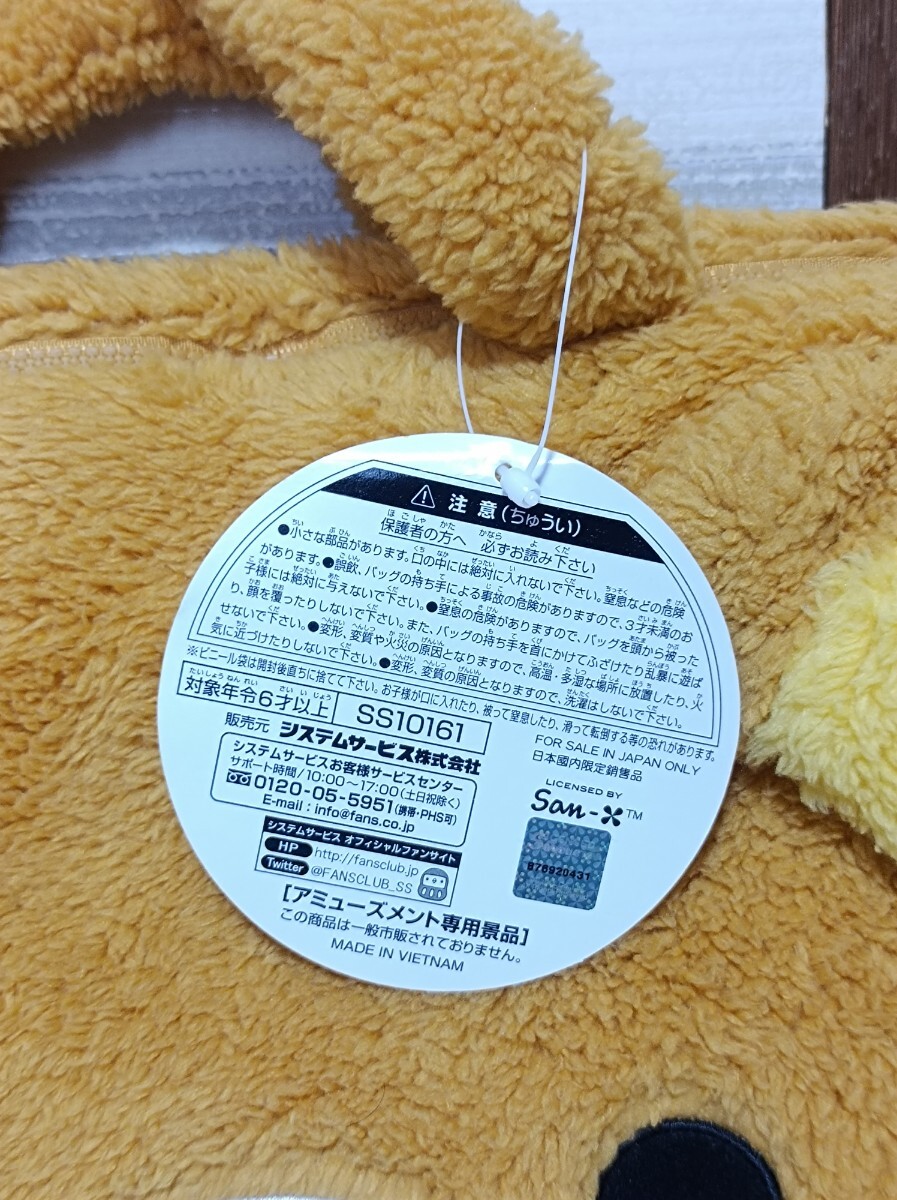 ⚠ 注意(ちゅうい)
保護者の方へ 必ずお読み下さい
●小さな部品があります。口の中には絶対に入れないで下さい。窒息などの危険
があります。●誤飲、バッグの持ち手による事故の危険がありますので、3才未満のお
子様には絶対に与えないで下さい。●窒息の危険がありますので、バッグを頭から被った
り、顔を覆ったりしないで下さい。また、バッグの持ち手を首にかけてふざけたり乱暴に遊ば
せないで下さい。●変形、変質や火災の原因となりますので、高温・多湿な場所に放置したり、火
気に近づけたりしないで下さい。●変形、変質の原因となりますので、洗濯はしないで下さい。
※ビニール袋は開封後直ちに捨てて下さい。お子様が口に入れたり、被って窒息したり、滑って転倒する等の恐れがあります。
対象年令6才以上 SS10161
販売元 システムサービス株式会社
システムサービスお客様サービスセンター
サポート時間/10:00~17:00(土日祝除く)
0120-05-5951(携帯・PHS可)
E-mail:info@fans.co.jp
システムサービス オフィシャルファンサイト
HP http://fansclub.jp
Twitter @FANSCLUB_SS
FOR SALE IN JAPAN ONLY
日本國内限定銷售品
LICENSED BY
San-X™
B76920431
[アミューズメント専用景品]
この商品は一般市販されておりません。
MADE IN VIETNAM